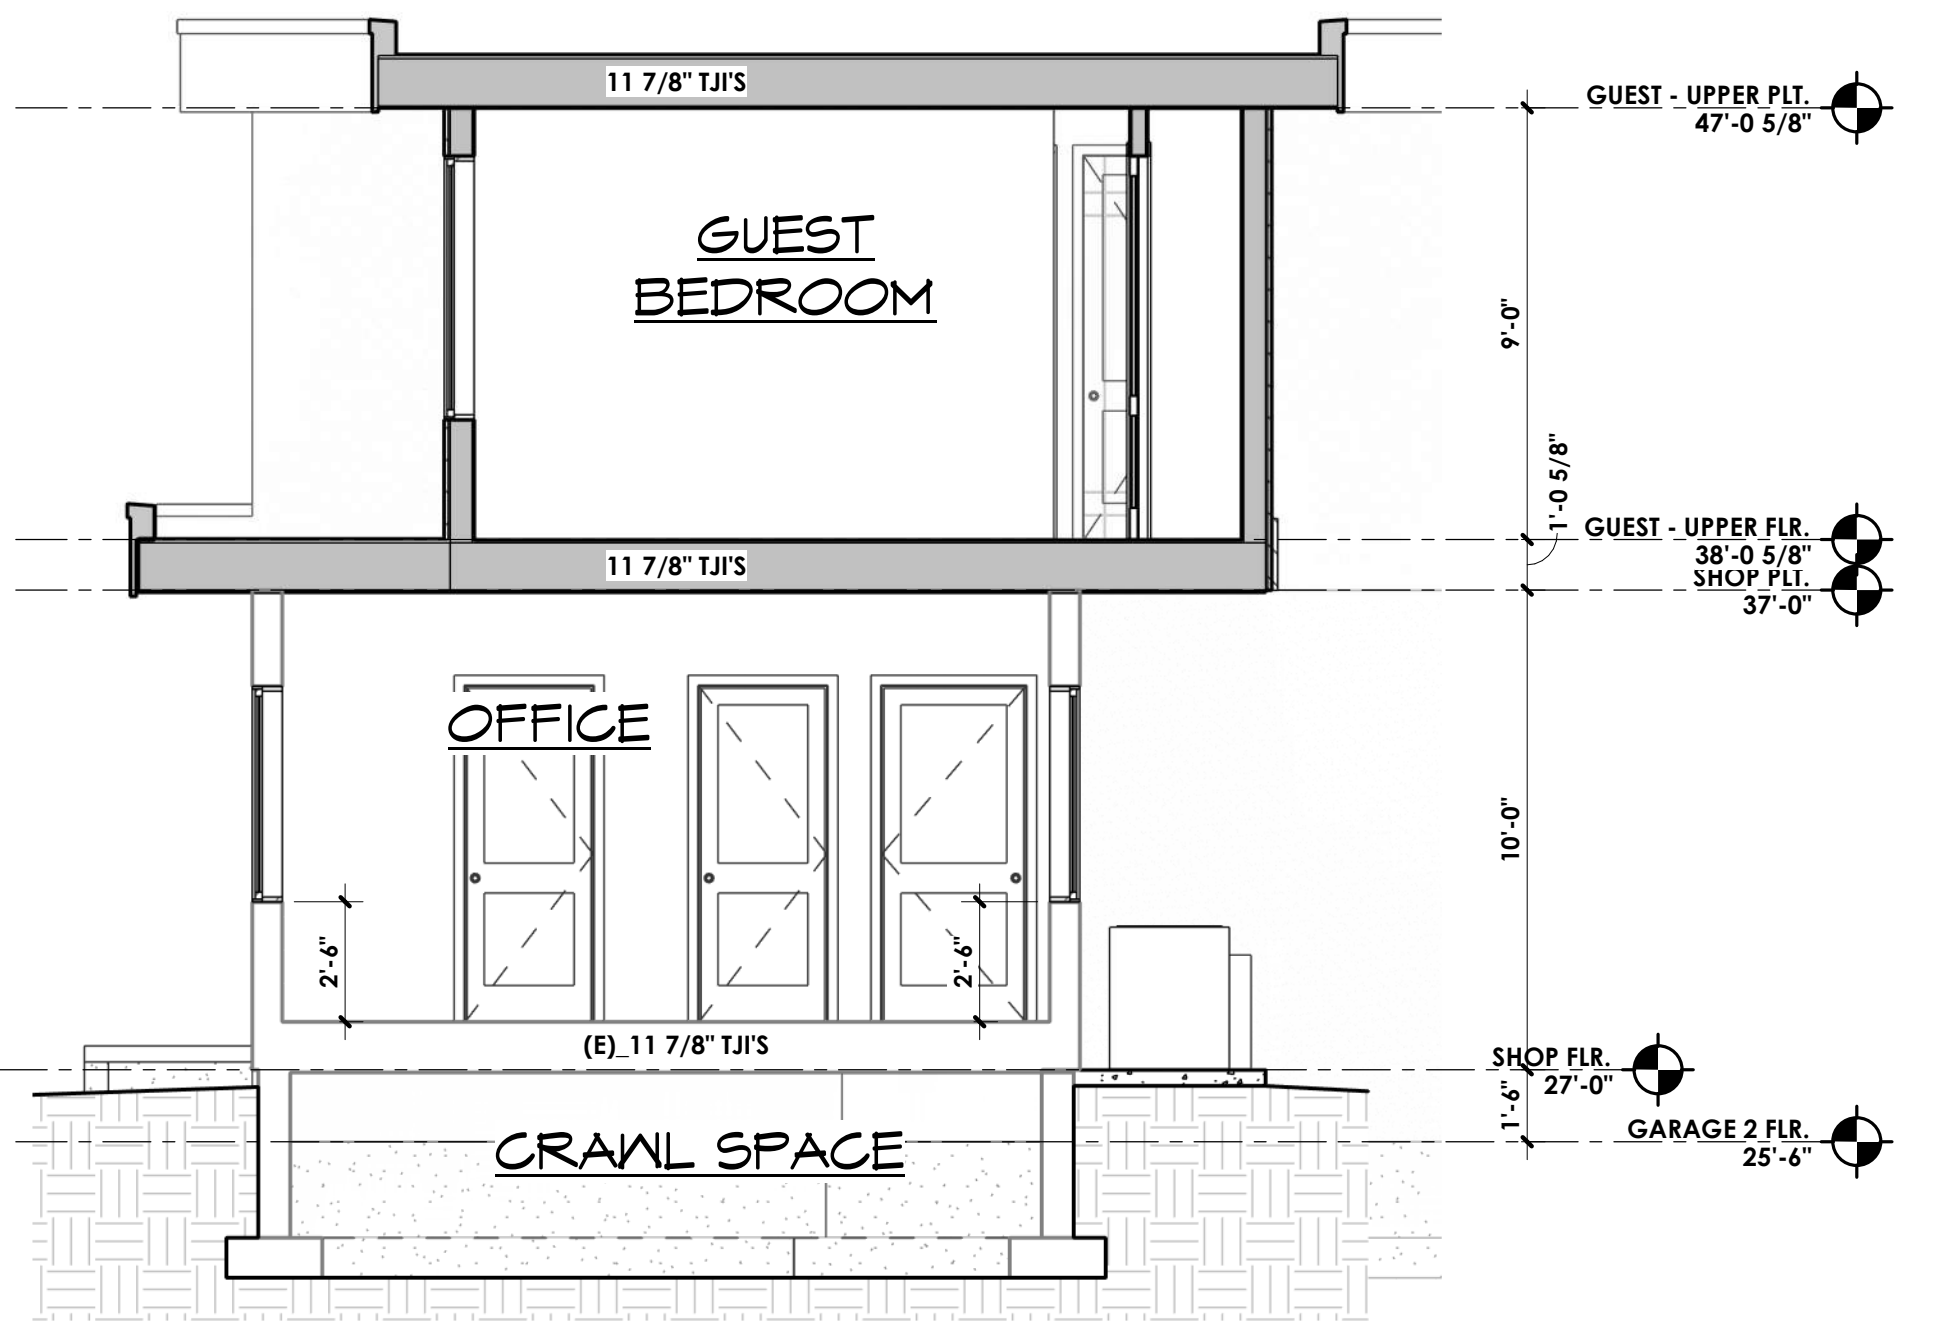 11 7/8" TJI'S
GUEST - UPPER PLT.
47'-0 5/8"
GUEST
BEDROOM
9'-0"
1'-0 5/8"
GUEST - UPPER FLR.
38'-0 5/8"
11 7/8" TJI'S
SHOP PLT.
37'-0"
OFFICE
10'-0"
2'-6"
2'-6"
(E)_11 7/8" TJI'S
SHOP FLR.
27'-0"
1'-6"
GARAGE 2 FLR.
25'-6"
CRAWL SPACE